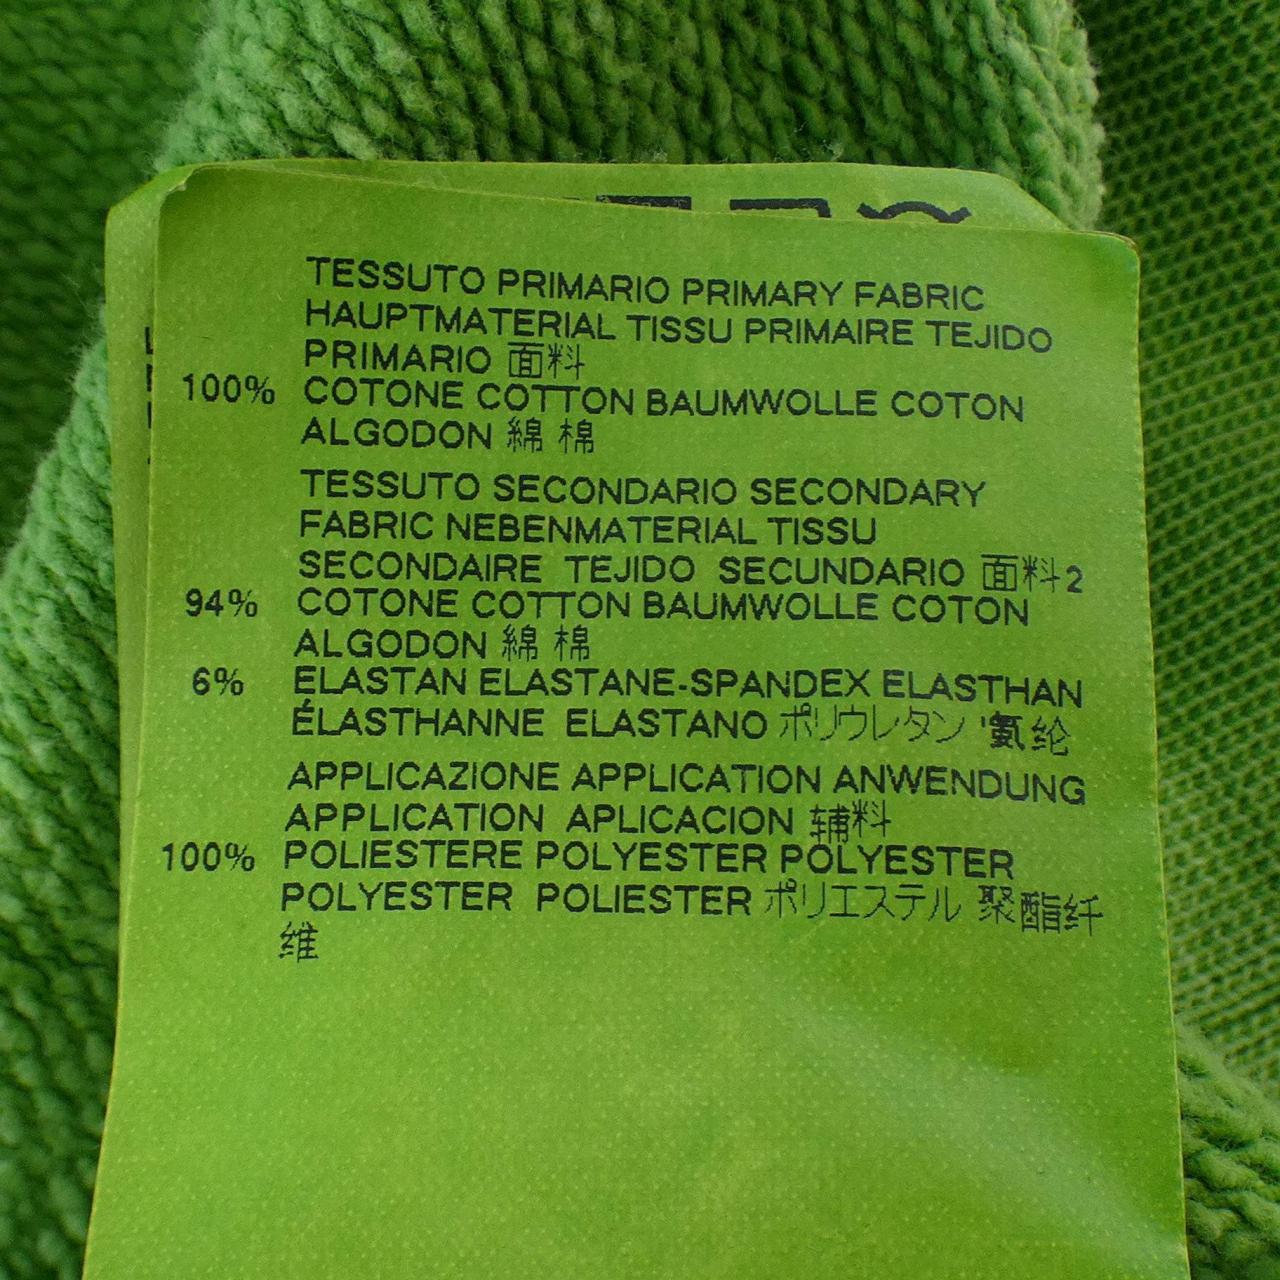 TESSUTO PRIMARIO PRIMARY FABRIC
HAUPTMATERIAL TISSU PRIMAIRE TEJIDO
PRIMARIO 面料
100% COTONE COTTON BAUMWOLLE COTON
ALGODON 綿 棉
TESSUTO SECONDARIO SECONDARY
FABRIC NEBENMATERIAL TISSU
SECONDAIRE TEJIDO SECUNDARIO 面料2
94% COTONE COTTON BAUMWOLLE COTON
ALGODON 綿 棉
6% ELASTAN ELASTANE-SPANDEX ELASTHAN
ÉLASTHANNE ELASTANO ポリウレタン 氨纶
APPLICAZIONE APPLICATION ANWENDUNG
APPLICATION APLICACION 辅料
100% POLIESTERE POLYESTER POLYESTER
POLYESTER POLIESTER ポリエステル 聚酯纤
维